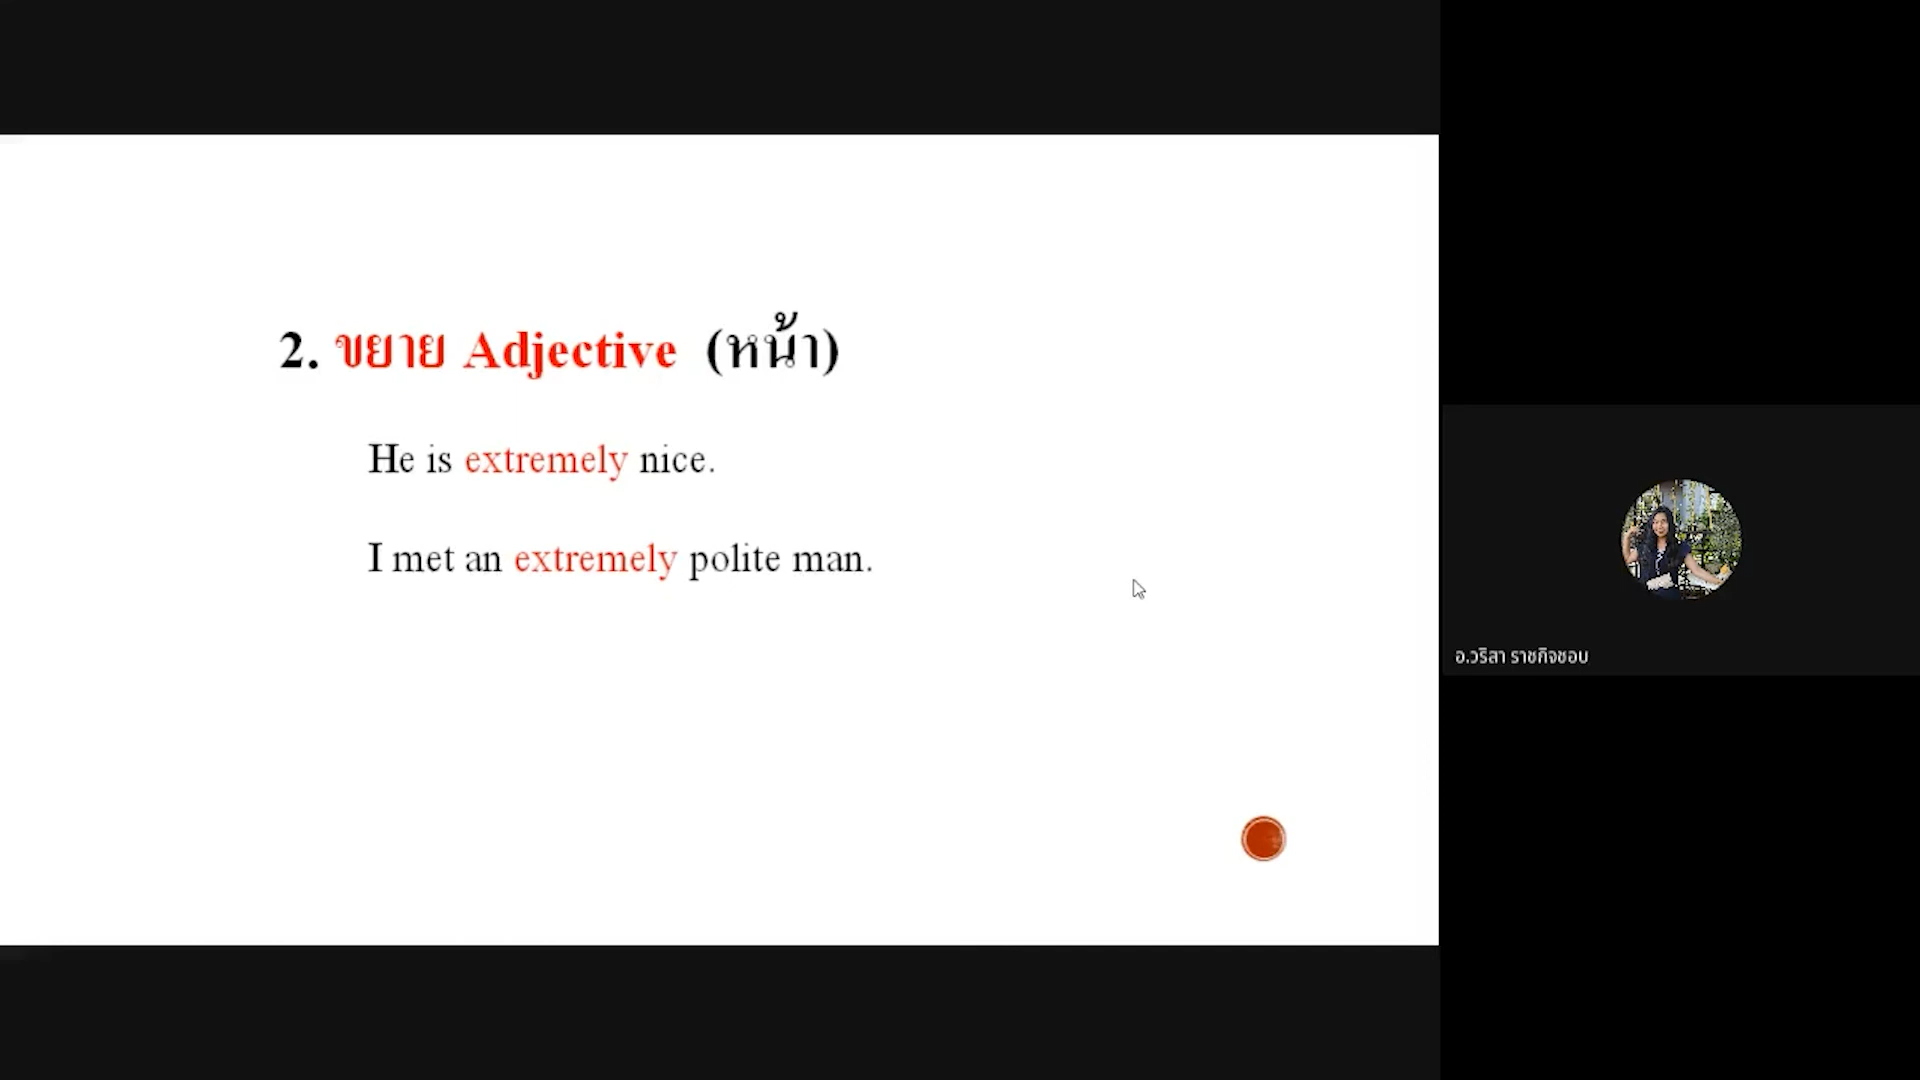 2. ขยาย Adjective (หน้า)
He is extremely nice.
I met an extremely polite man.
อ.วริสา ราชกิจชอบ